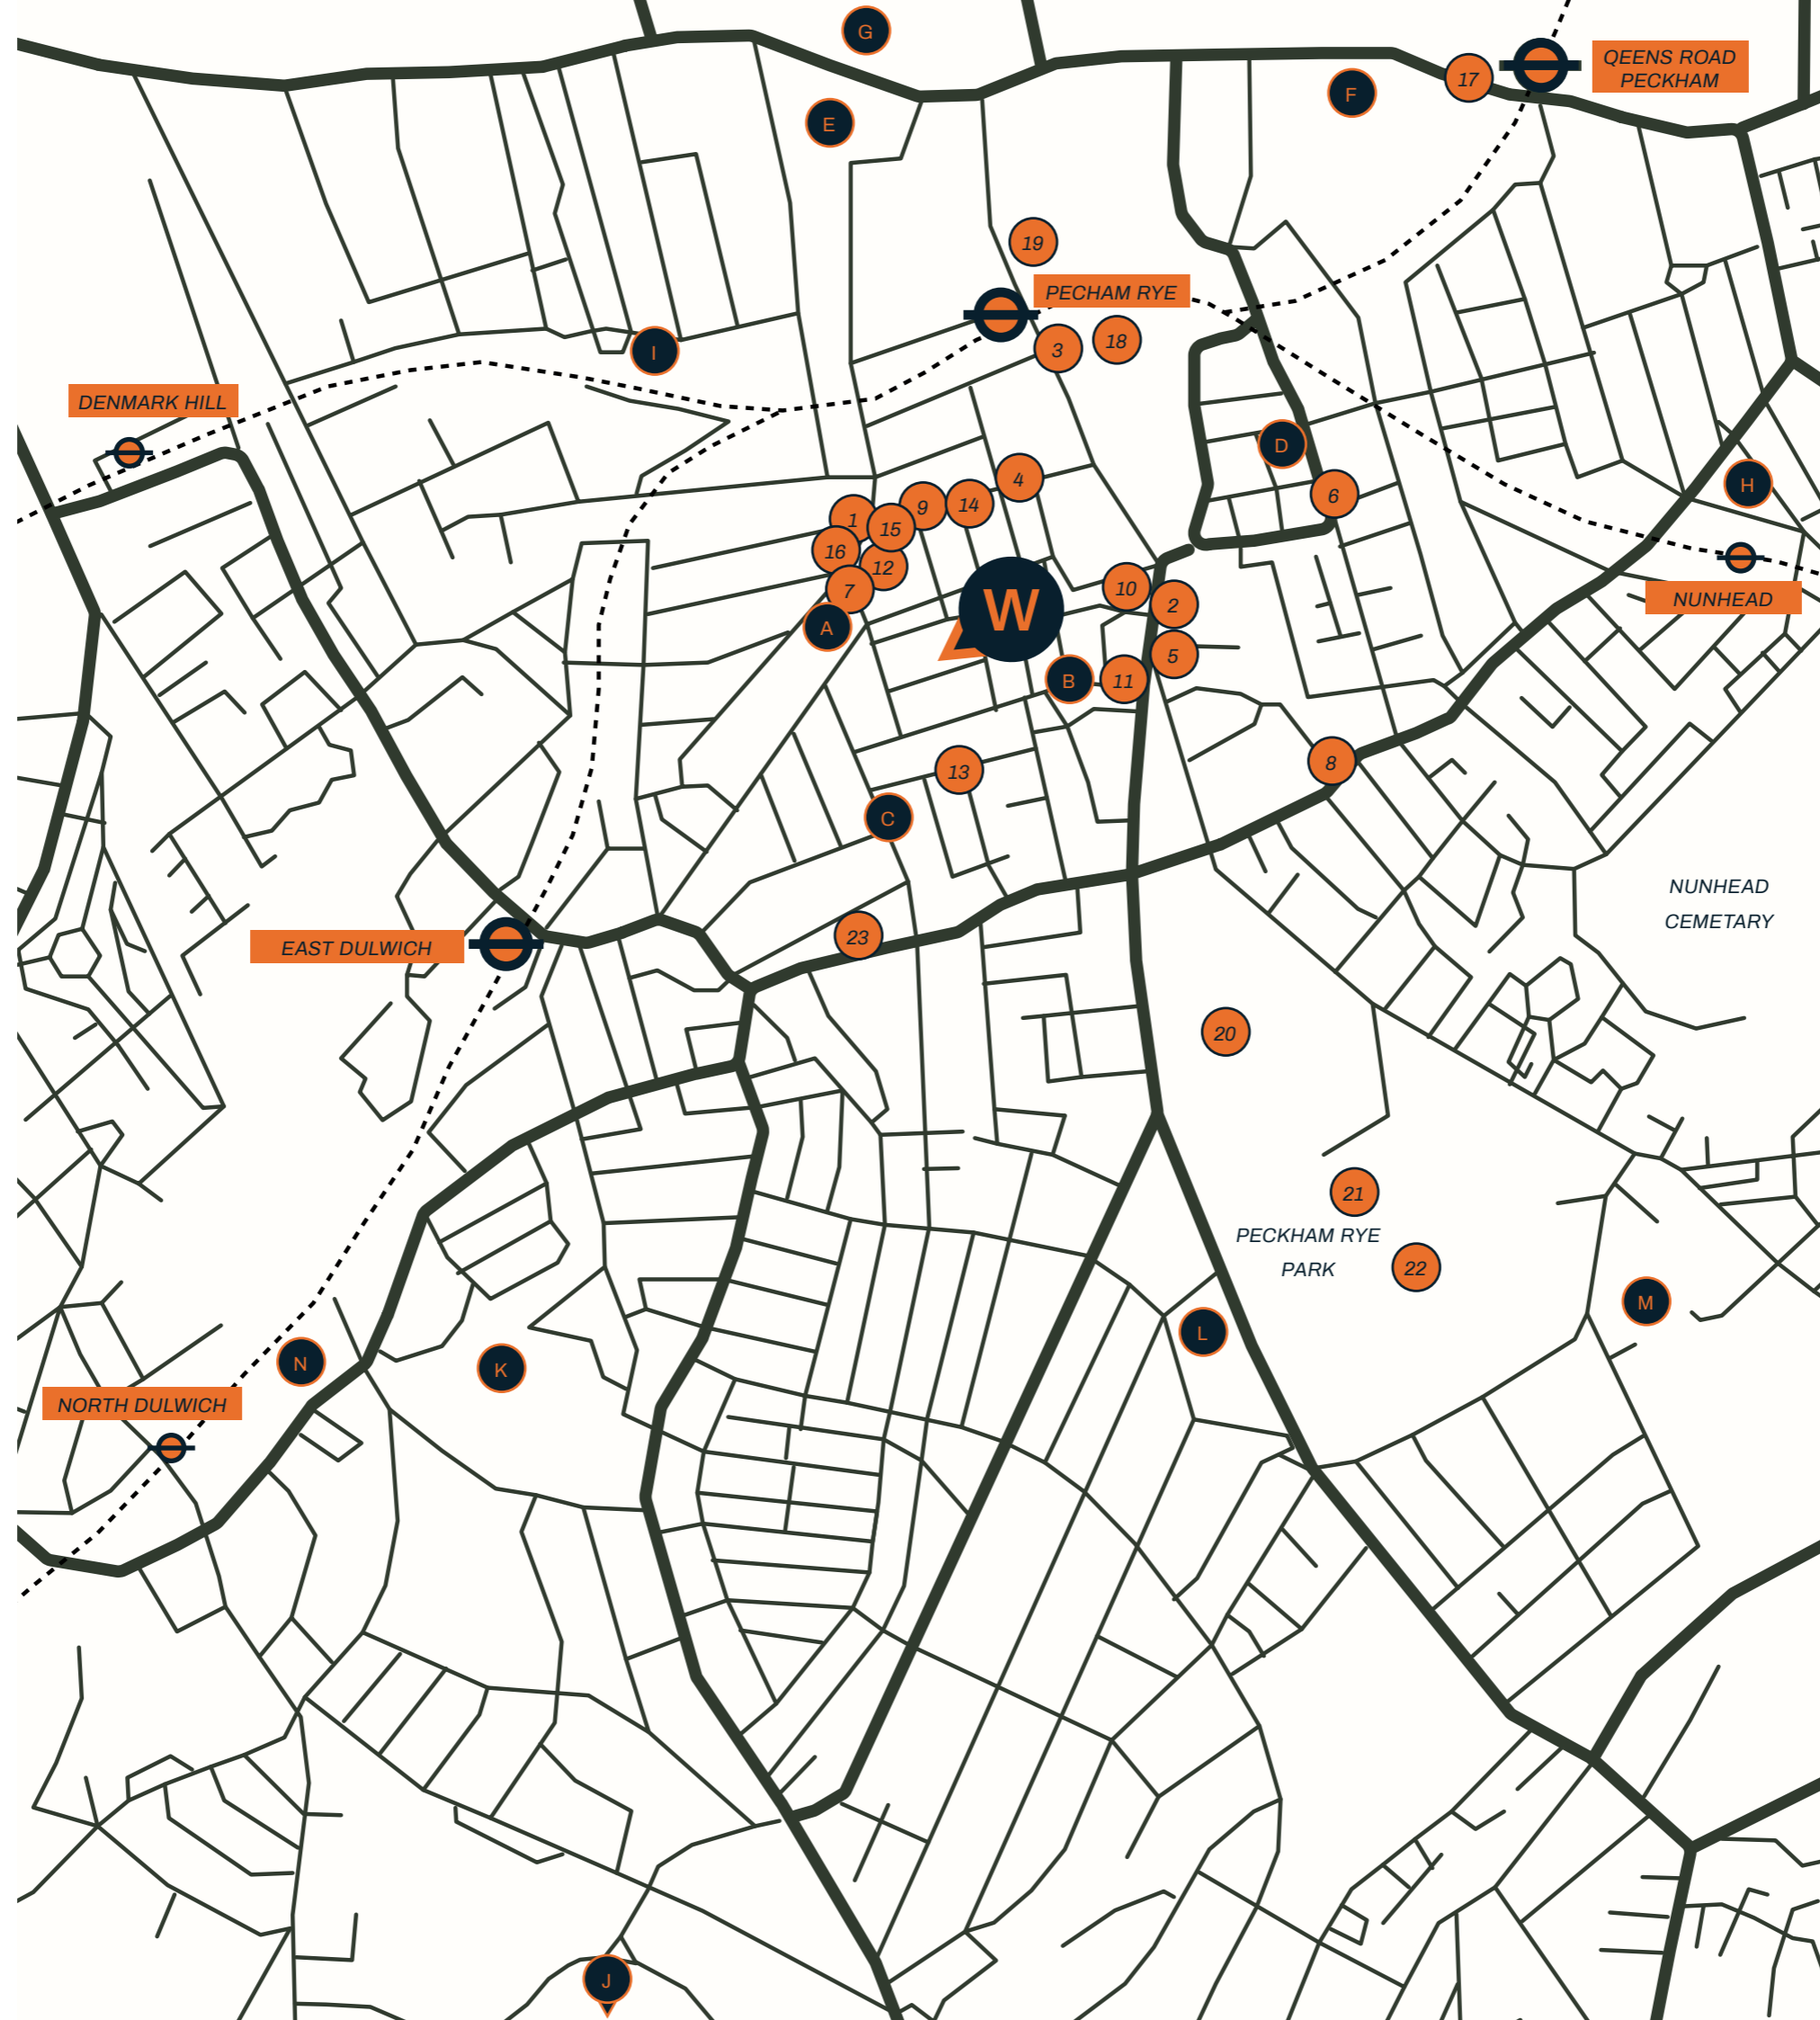 G
17
QEENS ROAD
PECKHAM
F
E
19
PECHAM RYE
18
3
I
DENMARK HILL
D
4
H
6
14
9
1
15
16
12
NUNHEAD
10
7
W
2
A
5
B
11
8
13
C
NUNHEAD
CEMETARY
23
EAST DULWICH
20
21
PECKHAM RYE
PARK
22
M
L
N
K
NORTH DULWICH
J